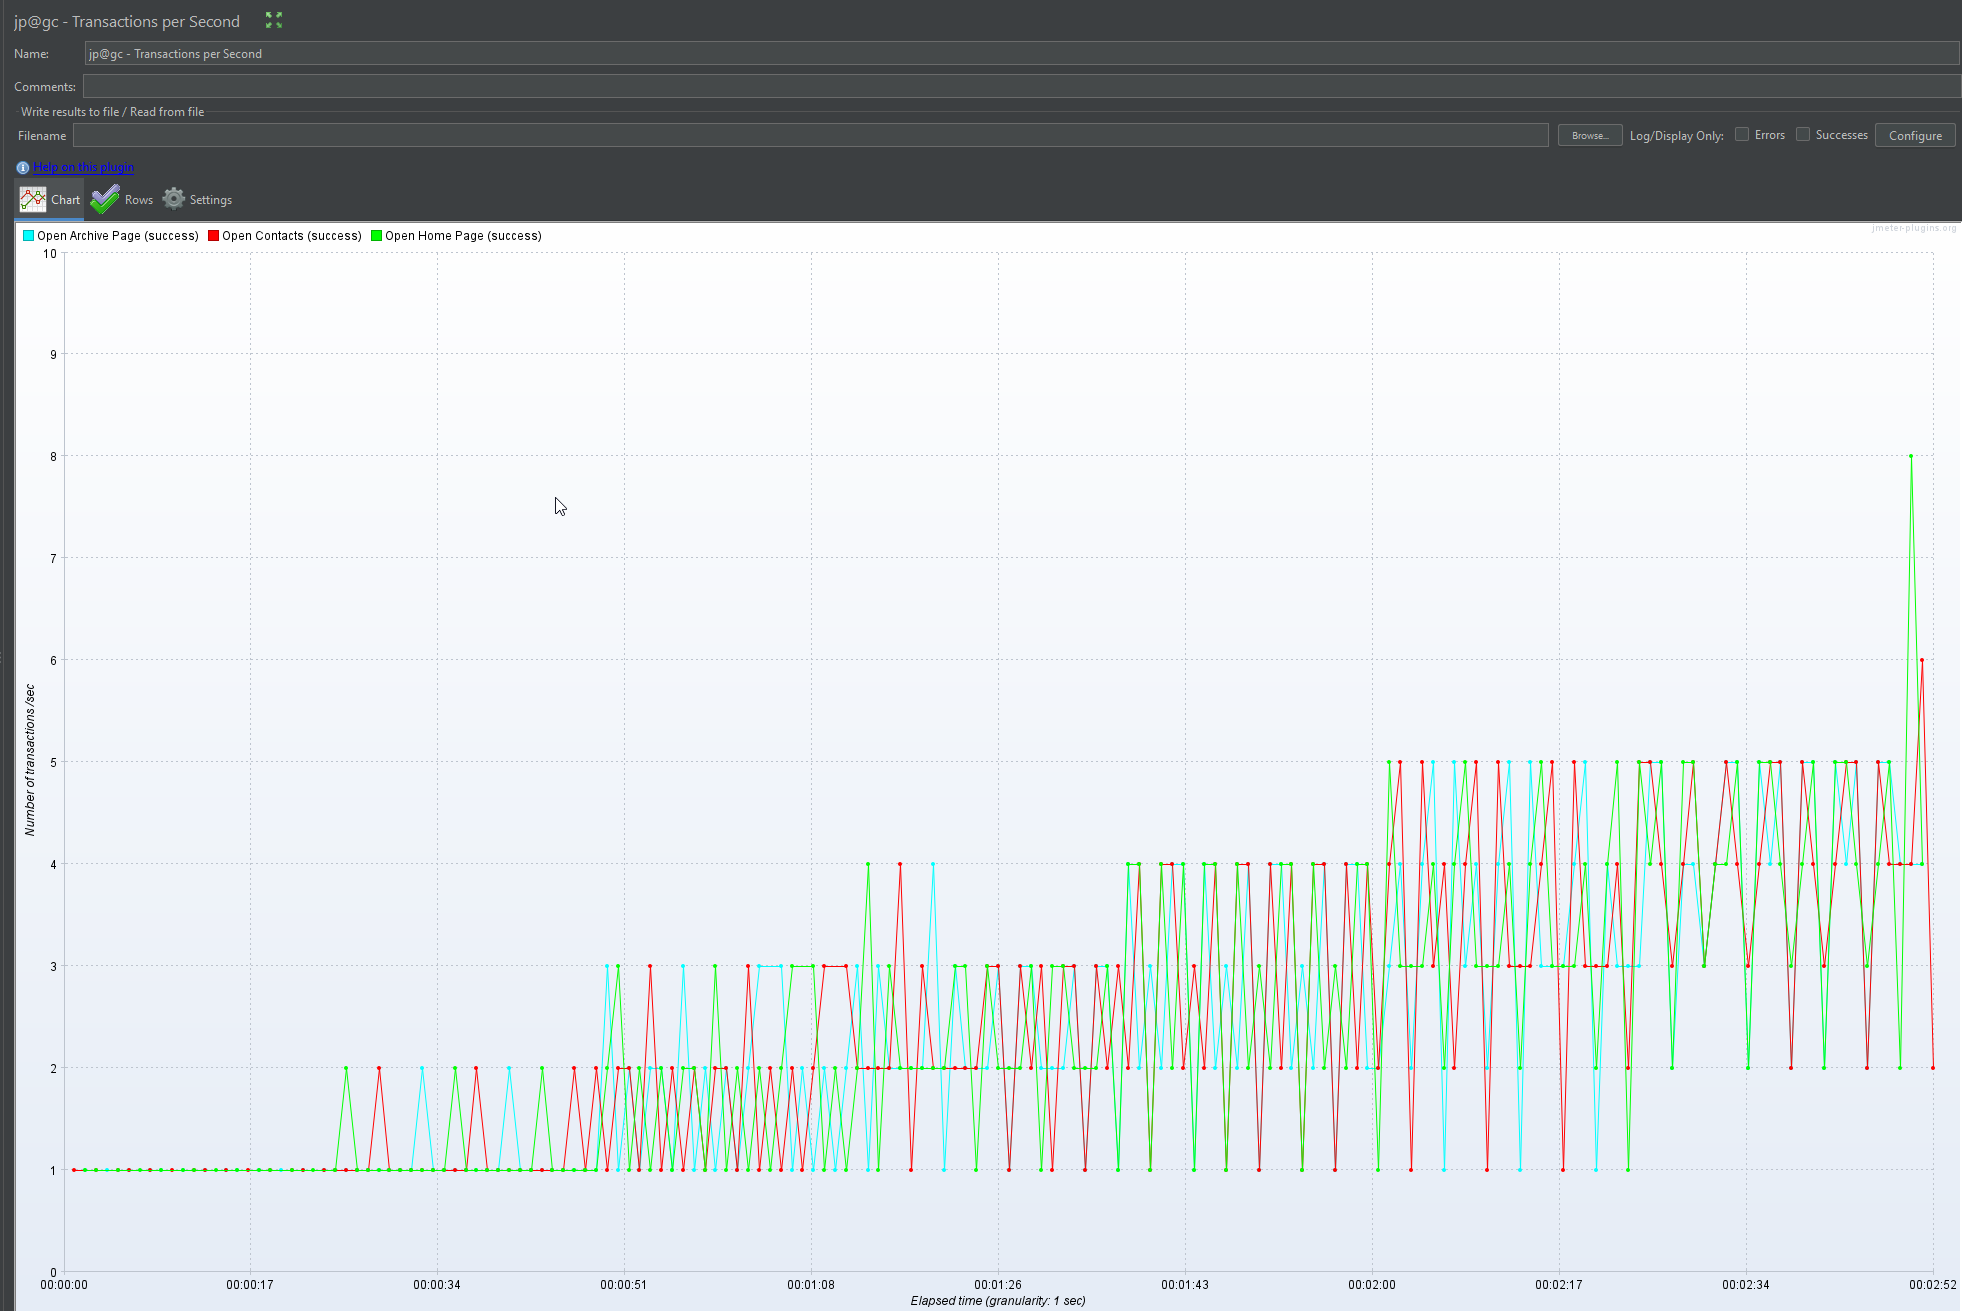 jp@gc - Transactions per Second
Name: jp@gc - Transactions per Second
Comments:
Write results to file / Read from file
Filename Browse... Log/Display Only: Errors Successes Configure
Help on this plugin
Chart Rows Settings
Open Archive Page (success) Open Contacts (success) Open Home Page (success)
jmeter-plugins.org
10
9
8
7
6
5
4
3
2
1
0
Number of transactions /sec
00:00:00 00:00:17 00:00:34 00:00:51 00:01:08 00:01:26 00:01:43 00:02:00 00:02:17 00:02:34 00:02:52
Elapsed time (granularity: 1 sec)